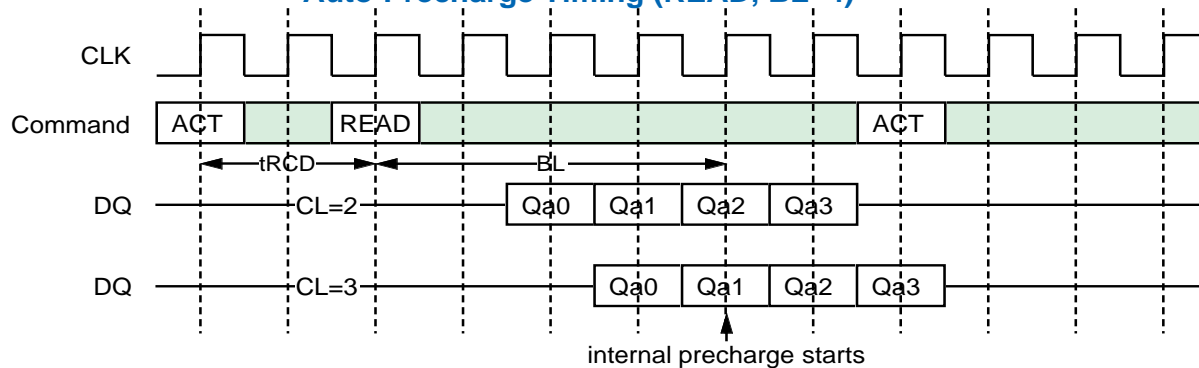 CLK
Command ACT READ ACT
tRCD BL
DQ CL=2 Qa0 Qa1 Qa2 Qa3
DQ CL=3 Qa0 Qa1 Qa2 Qa3
internal precharge starts